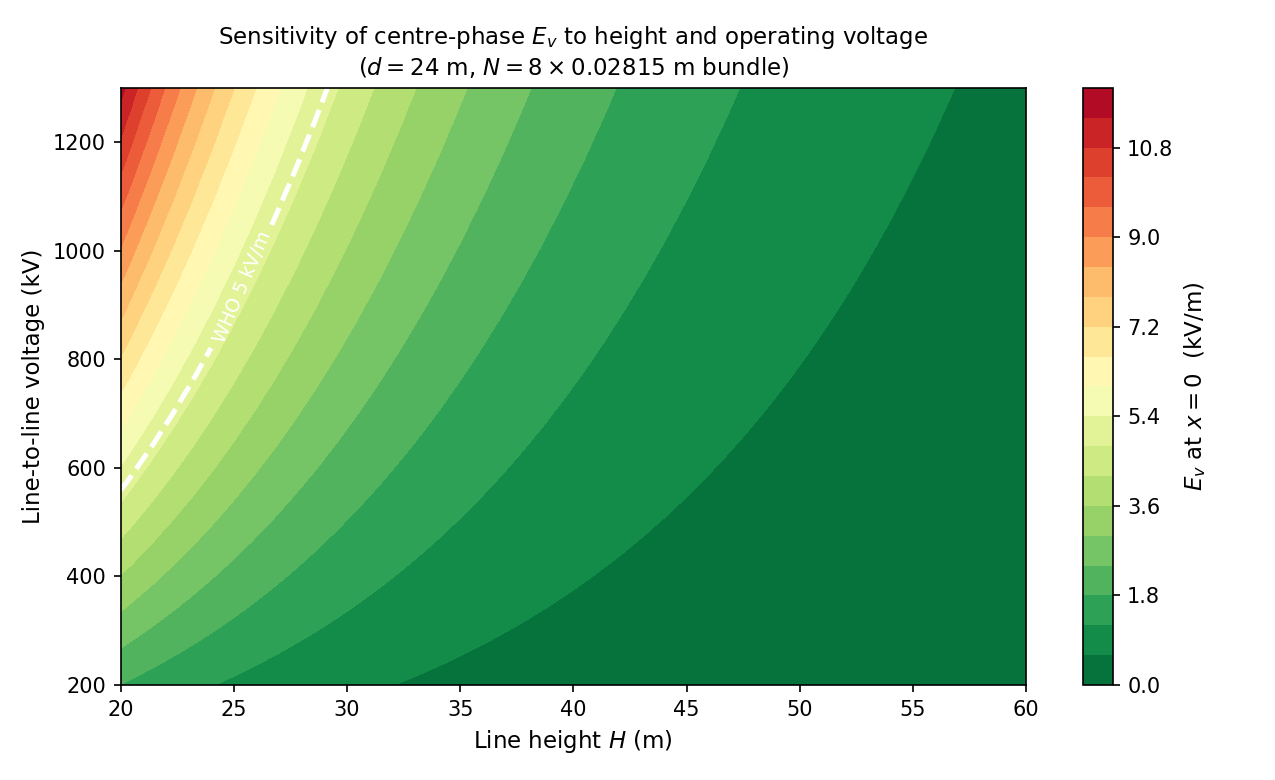 Sensitivity of centre-phase E_v to height and operating voltage
(d = 24 m, N = 8 × 0.02815 m bundle)
Line-to-line voltage (kV)
1200
1000
800
600
400
200
WHO 5 kV/m
20 25 30 35 40 45 50 55 60
Line height H (m)
10.8
9.0
7.2
5.4
3.6
1.8
0.0
E_v at x = 0 (kV/m)